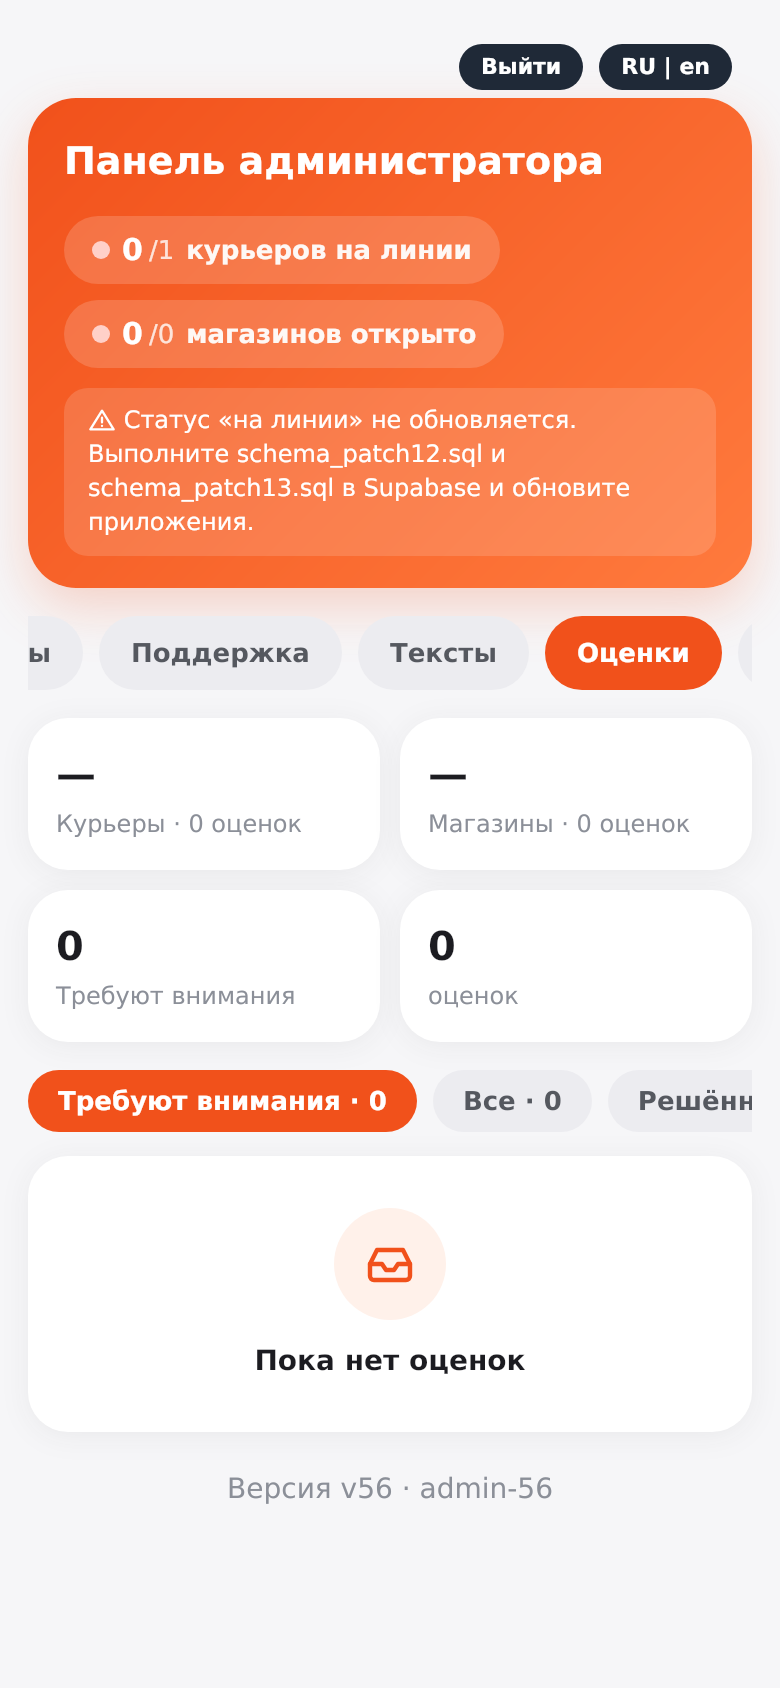 Выйти
RU | en
Панель администратора
0 /1 курьеров на линии
0 /0 магазинов открыто
⚠ Статус «на линии» не обновляется.
Выполните schema_patch12.sql и
schema_patch13.sql в Supabase и обновите
приложения.
ы
Поддержка
Тексты
Оценки
—
Курьеры · 0 оценок
—
Магазины · 0 оценок
0
Требуют внимания
0
оценок
Требуют внимания · 0
Все · 0
Решённ
Пока нет оценок
Версия v56 · admin-56